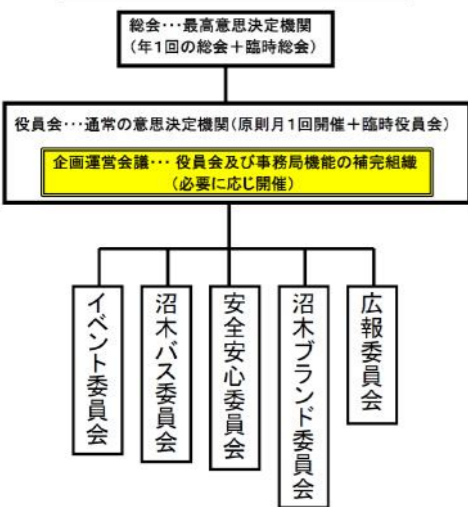 総会･･･最高意思決定機関
(年1回の総会＋臨時総会)
役員会･･･通常の意思決定機関(原則月1回開催＋臨時役員会)
企画運営会議･･･ 役員会及び事務局機能の補完組織
(必要に応じ開催)
イベント委員会
沼木バス委員会
安全安心委員会
沼木ブランド委員会
広報委員会